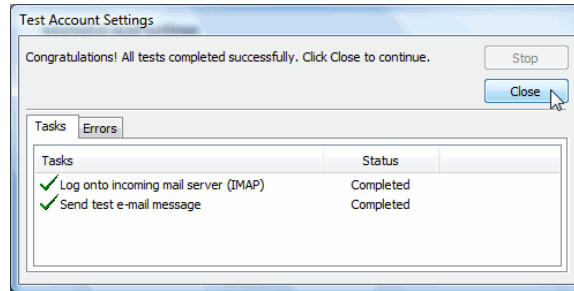 Test Account Settings
Congratulations! All tests completed successfully. Click Close to continue.
Stop
Close
Tasks Errors
Tasks Status
Log onto incoming mail server (IMAP) Completed
Send test e-mail message Completed